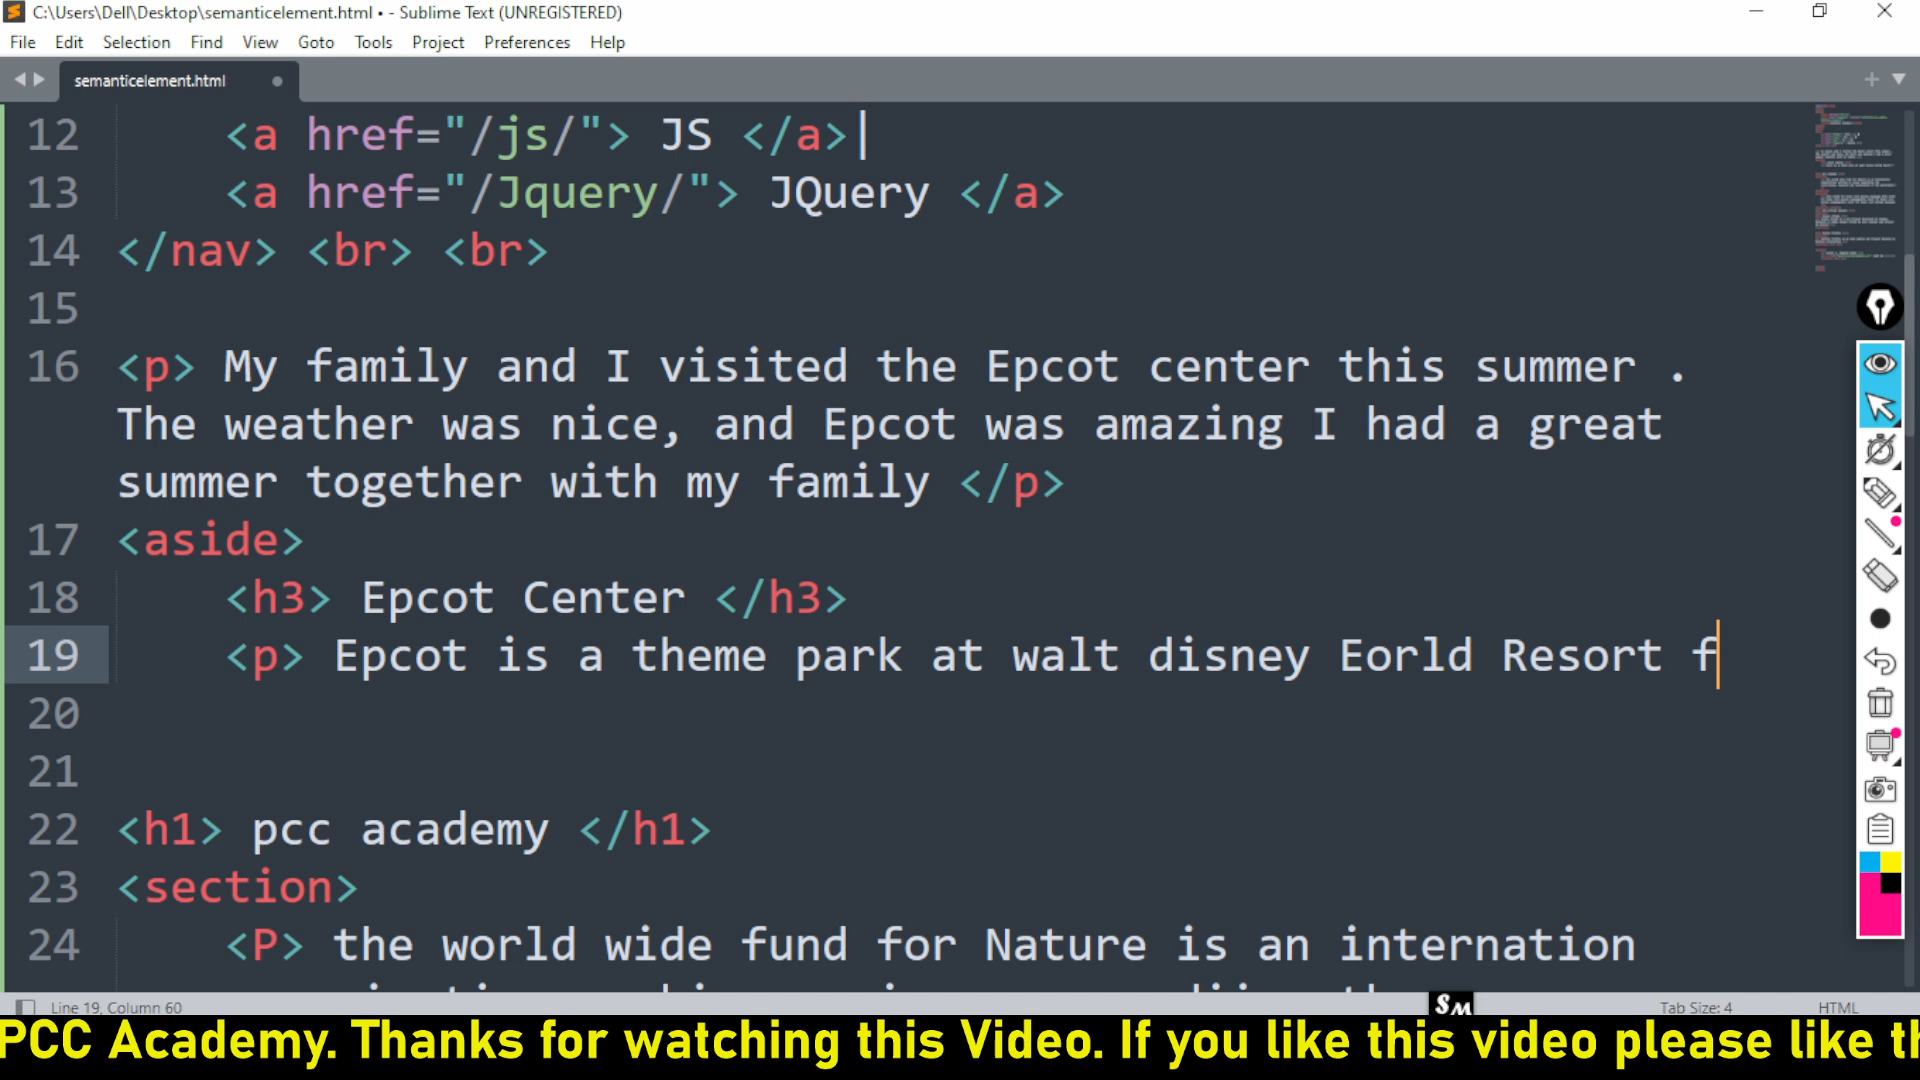 C:\Users\Dell\Desktop\semanticelement.html • - Sublime Text (UNREGISTERED)
File Edit Selection Find View Goto Tools Project Preferences Help
semanticelement.html
12 <a href="/js/"> JS </a>
13 <a href="/Jquery/"> JQuery </a>
14 </nav> <br> <br>
15
16 <p> My family and I visited the Epcot center this summer .
The weather was nice, and Epcot was amazing I had a great
summer together with my family </p>
17 <aside>
18 <h3> Epcot Center </h3>
19 <p> Epcot is a theme park at walt disney Eorld Resort f
20
21
22 <h1> pcc academy </h1>
23 <section>
24 <P> the world wide fund for Nature is an internation
Line 19, Column 60
SM
Tab Size: 4
HTML
PCC Academy. Thanks for watching this Video. If you like this video please like th